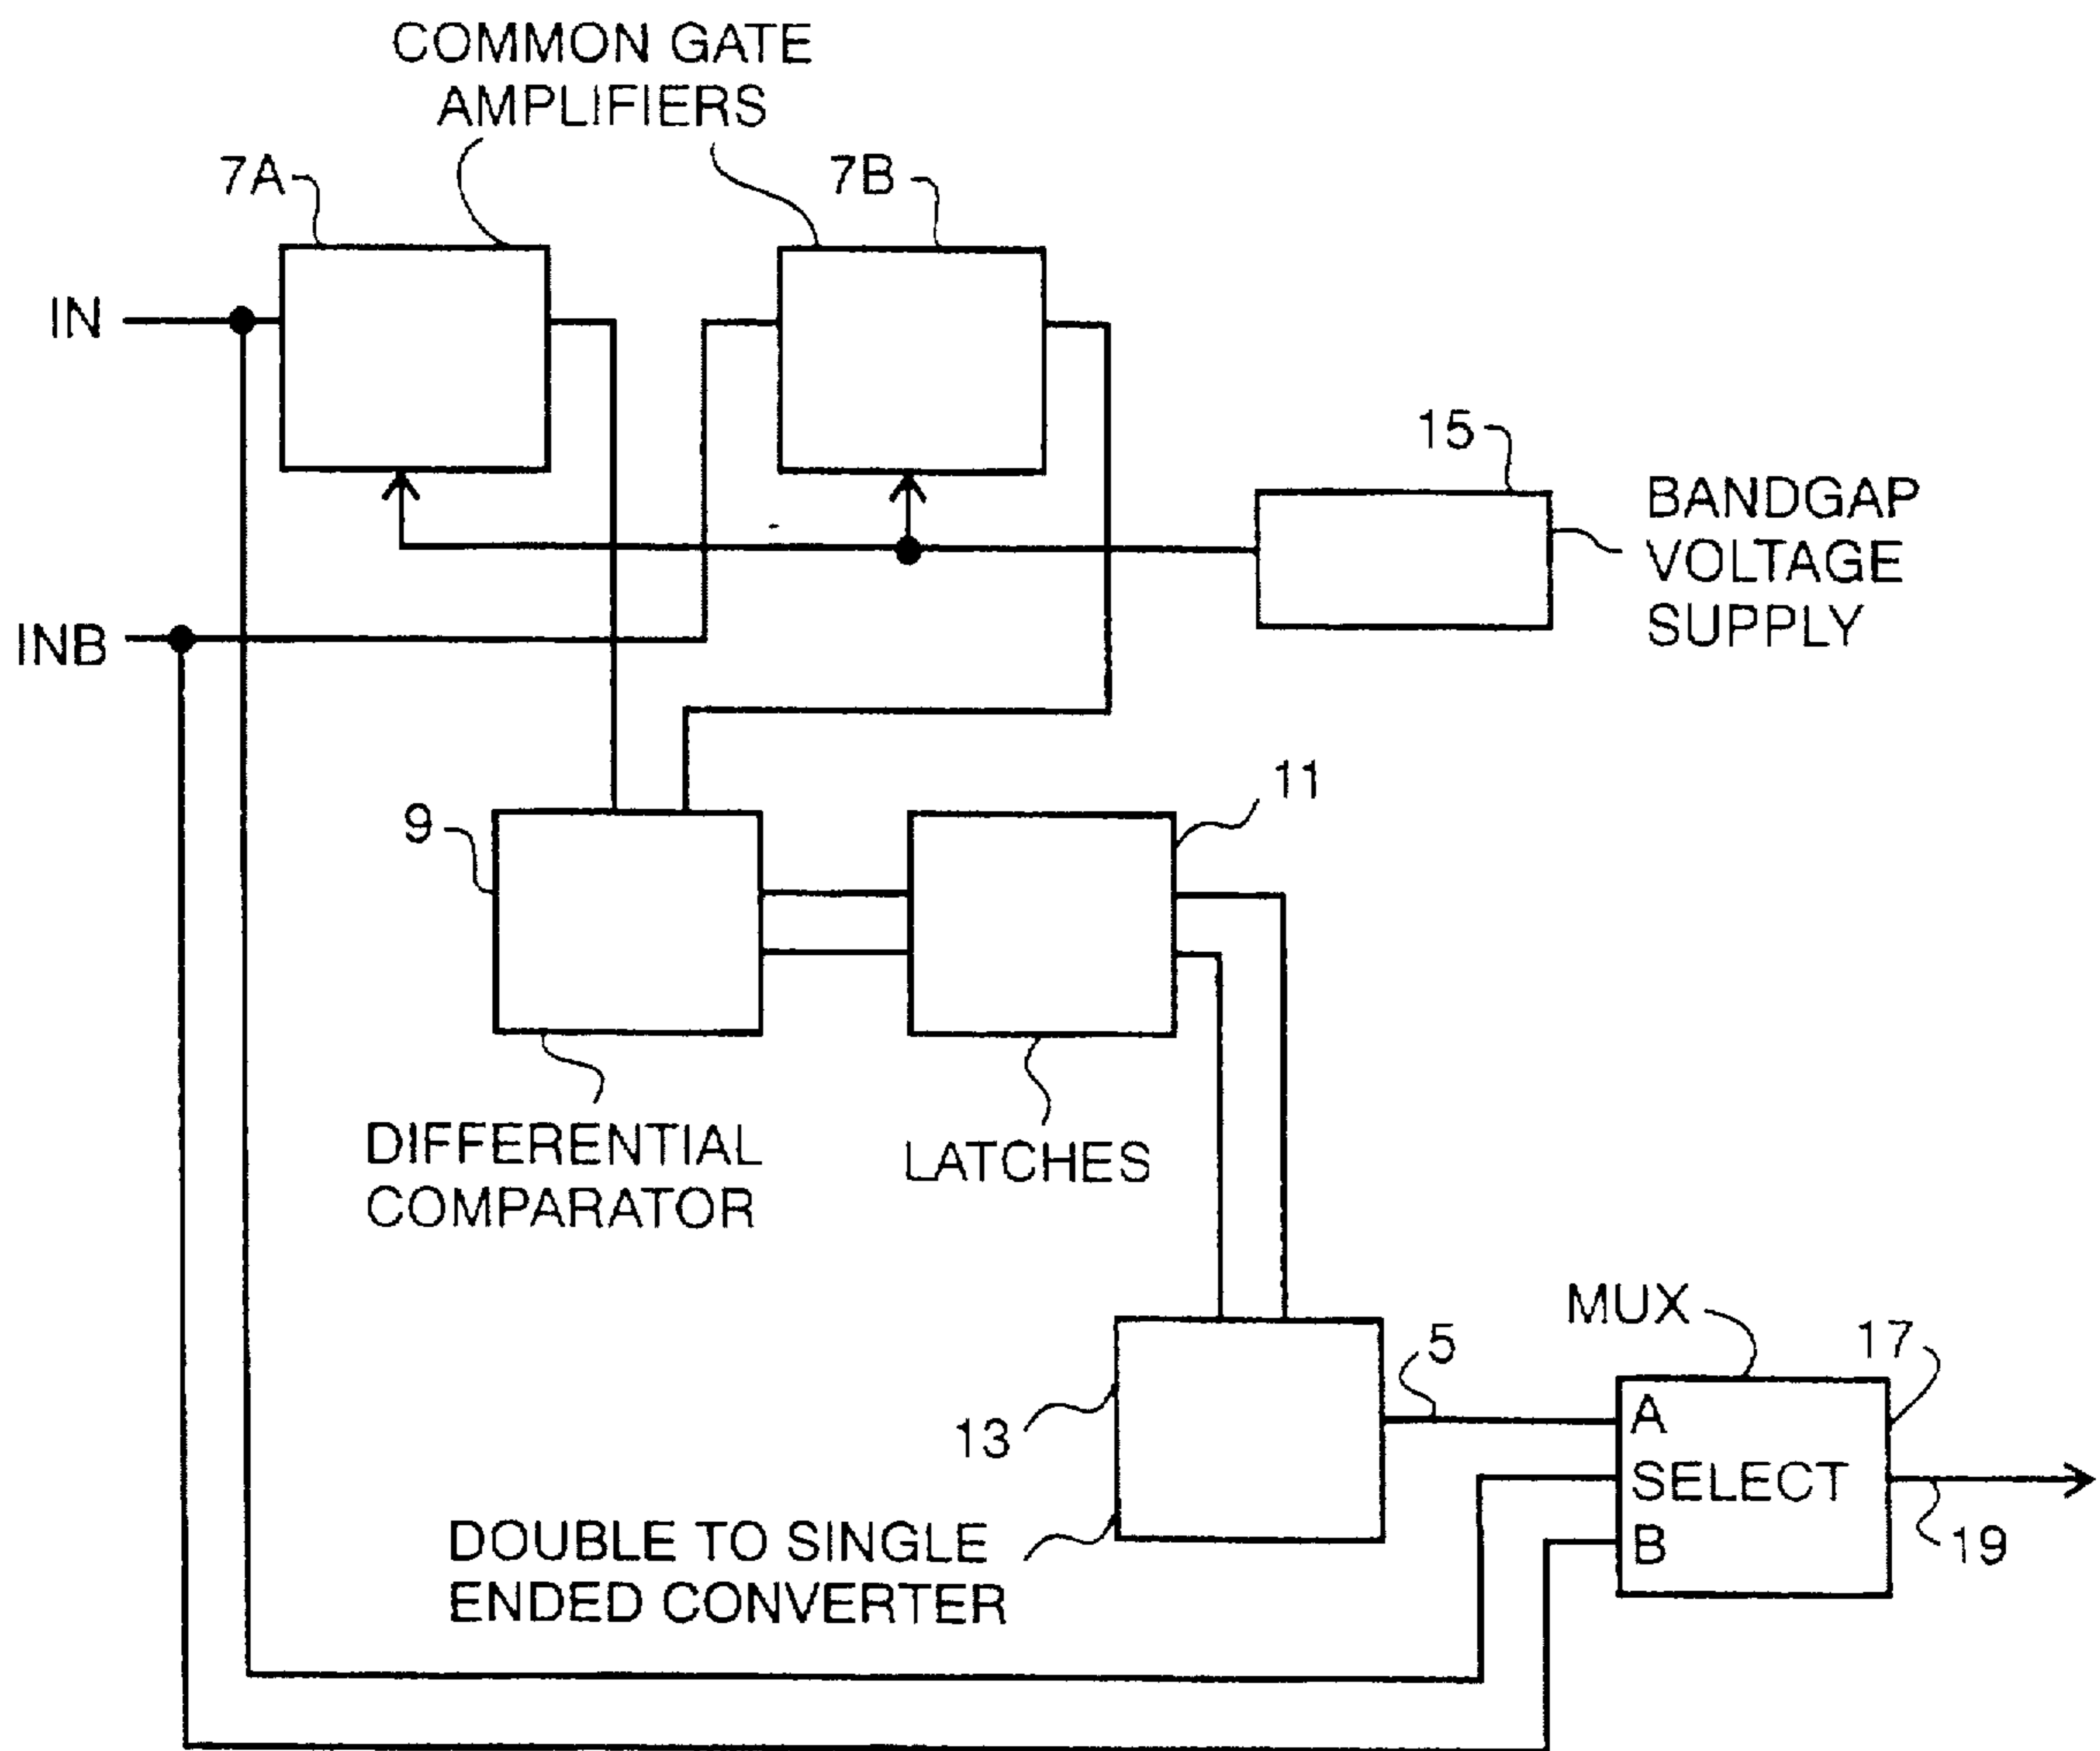 COMMON GATE
AMPLIFIERS
7A
7B
IN
15
BANDGAP
VOLTAGE
SUPPLY
INB
11
9
DIFFERENTIAL
COMPARATOR
LATCHES
MUX
17
5
A
13
SELECT
DOUBLE TO SINGLE
ENDED CONVERTER
B
19